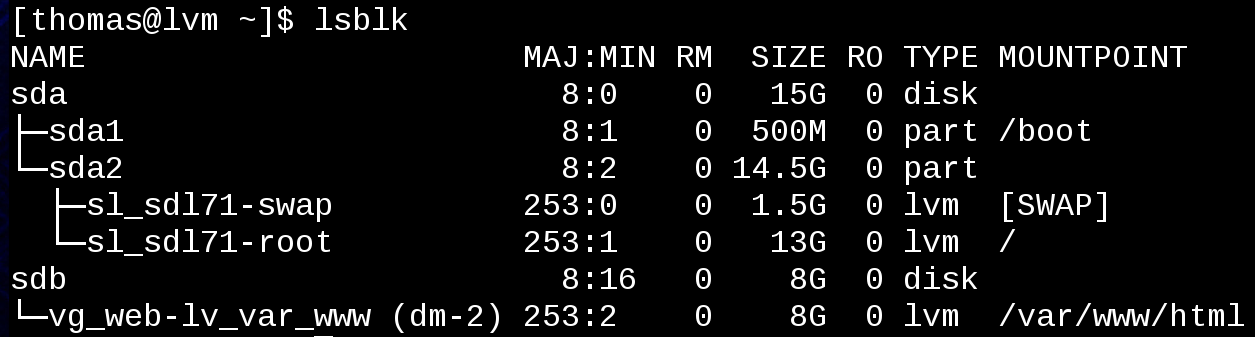 [thomas@lvm ~]$ lsblk
NAME                       MAJ:MIN RM  SIZE RO TYPE MOUNTPOINT
sda                          8:0    0   15G  0 disk
├─sda1                       8:1    0  500M  0 part /boot
└─sda2                       8:2    0 14.5G  0 part
  ├─sl_sdl71-swap          253:0    0  1.5G  0 lvm  [SWAP]
  └─sl_sdl71-root          253:1    0   13G  0 lvm  /
sdb                          8:16   0    8G  0 disk
└─vg_web-lv_var_www (dm-2) 253:2    0    8G  0 lvm  /var/www/html